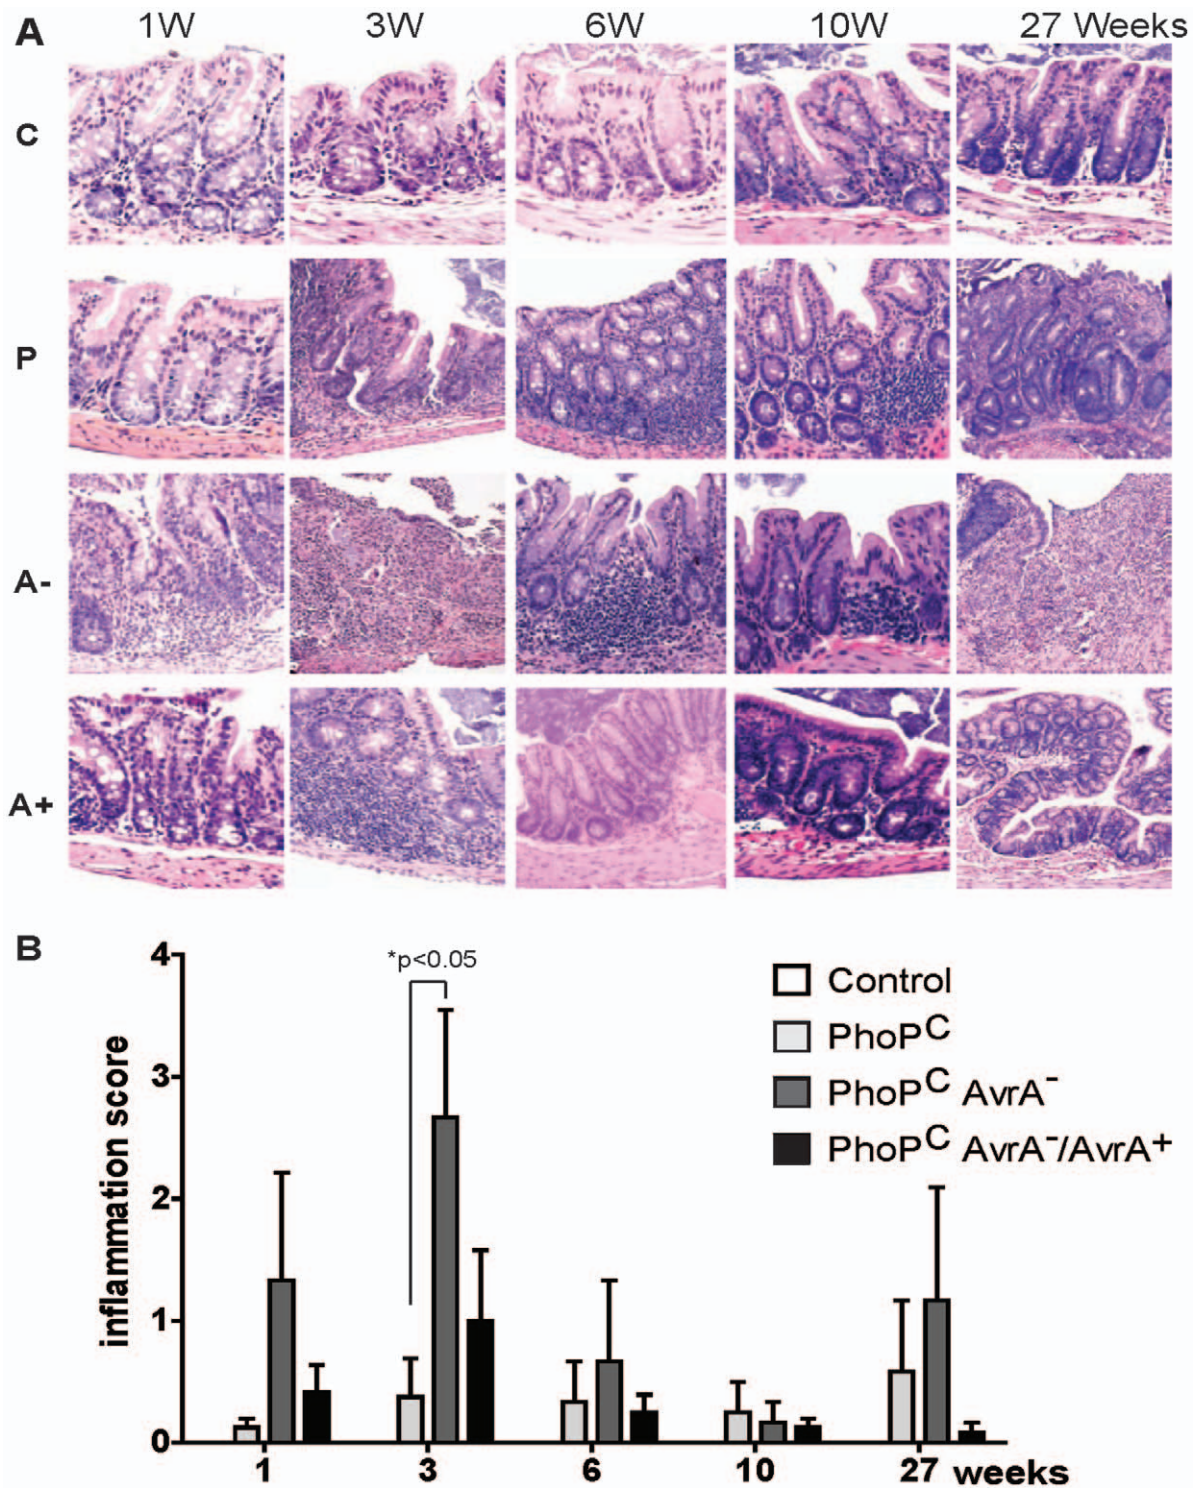 A 1W 3W 6W 10W 27 Weeks
C
P
A-
A+
B
4
*p<0.05
Control
PhoP^C
3
PhoP^C AvrA^-
PhoP^C AvrA^-/AvrA^+
inflammation score
2
1
0
1 3 6 10 27 weeks